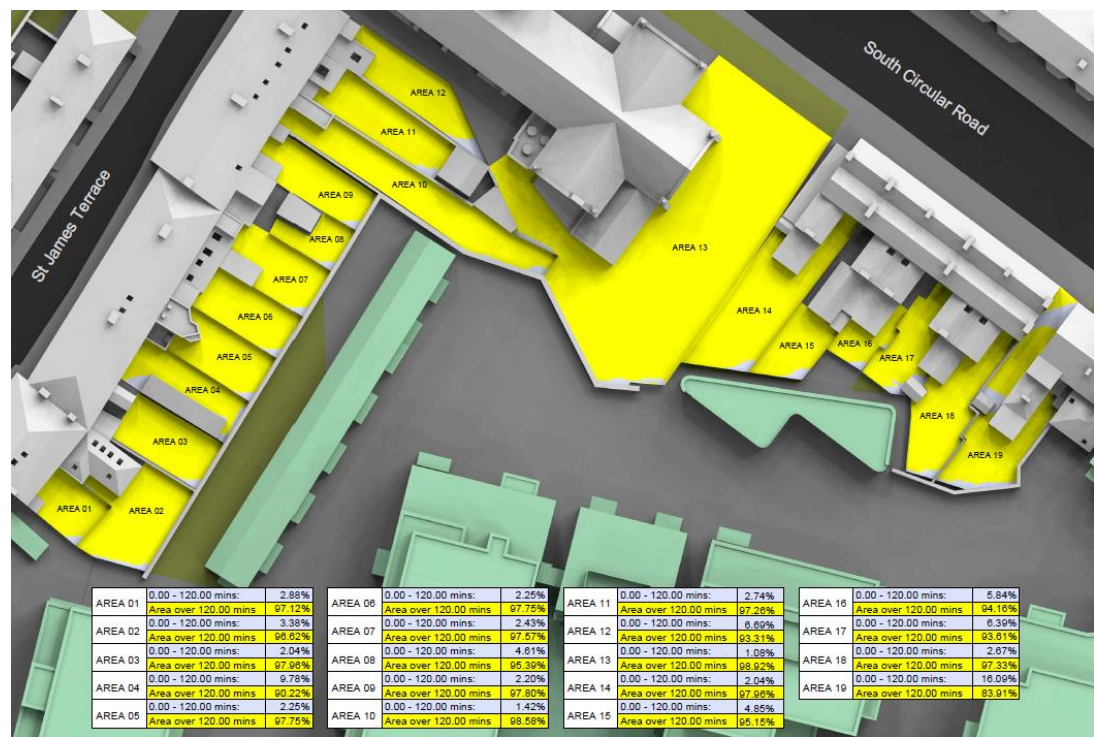 South Circular Road
St James Terrace
AREA 12
AREA 11
AREA 10
AREA 09
AREA 08
AREA 07
AREA 06
AREA 05
AREA 04
AREA 03
AREA 02
AREA 01
AREA 13
AREA 14
AREA 15
AREA 16
AREA 17
AREA 18
AREA 19
AREA 01 0.00 - 120.00 mins: 2.88%
Area over 120.00 mins 97.12%
AREA 02 0.00 - 120.00 mins: 3.38%
Area over 120.00 mins 96.62%
AREA 03 0.00 - 120.00 mins: 2.04%
Area over 120.00 mins 97.96%
AREA 04 0.00 - 120.00 mins: 9.78%
Area over 120.00 mins 90.22%
AREA 05 0.00 - 120.00 mins: 2.25%
Area over 120.00 mins 97.75%
AREA 06 0.00 - 120.00 mins: 2.25%
Area over 120.00 mins 97.75%
AREA 07 0.00 - 120.00 mins: 2.43%
Area over 120.00 mins 97.57%
AREA 08 0.00 - 120.00 mins: 4.61%
Area over 120.00 mins 95.39%
AREA 09 0.00 - 120.00 mins: 2.20%
Area over 120.00 mins 97.80%
AREA 10 0.00 - 120.00 mins: 1.42%
Area over 120.00 mins 98.58%
AREA 11 0.00 - 120.00 mins: 2.74%
Area over 120.00 mins 97.26%
AREA 12 0.00 - 120.00 mins: 6.69%
Area over 120.00 mins 93.31%
AREA 13 0.00 - 120.00 mins: 1.08%
Area over 120.00 mins 98.92%
AREA 14 0.00 - 120.00 mins: 2.04%
Area over 120.00 mins 97.96%
AREA 15 0.00 - 120.00 mins: 4.85%
Area over 120.00 mins 95.15%
AREA 16 0.00 - 120.00 mins: 5.84%
Area over 120.00 mins 94.16%
AREA 17 0.00 - 120.00 mins: 6.39%
Area over 120.00 mins 93.61%
AREA 18 0.00 - 120.00 mins: 2.67%
Area over 120.00 mins 97.33%
AREA 19 0.00 - 120.00 mins: 16.09%
Area over 120.00 mins 83.91%